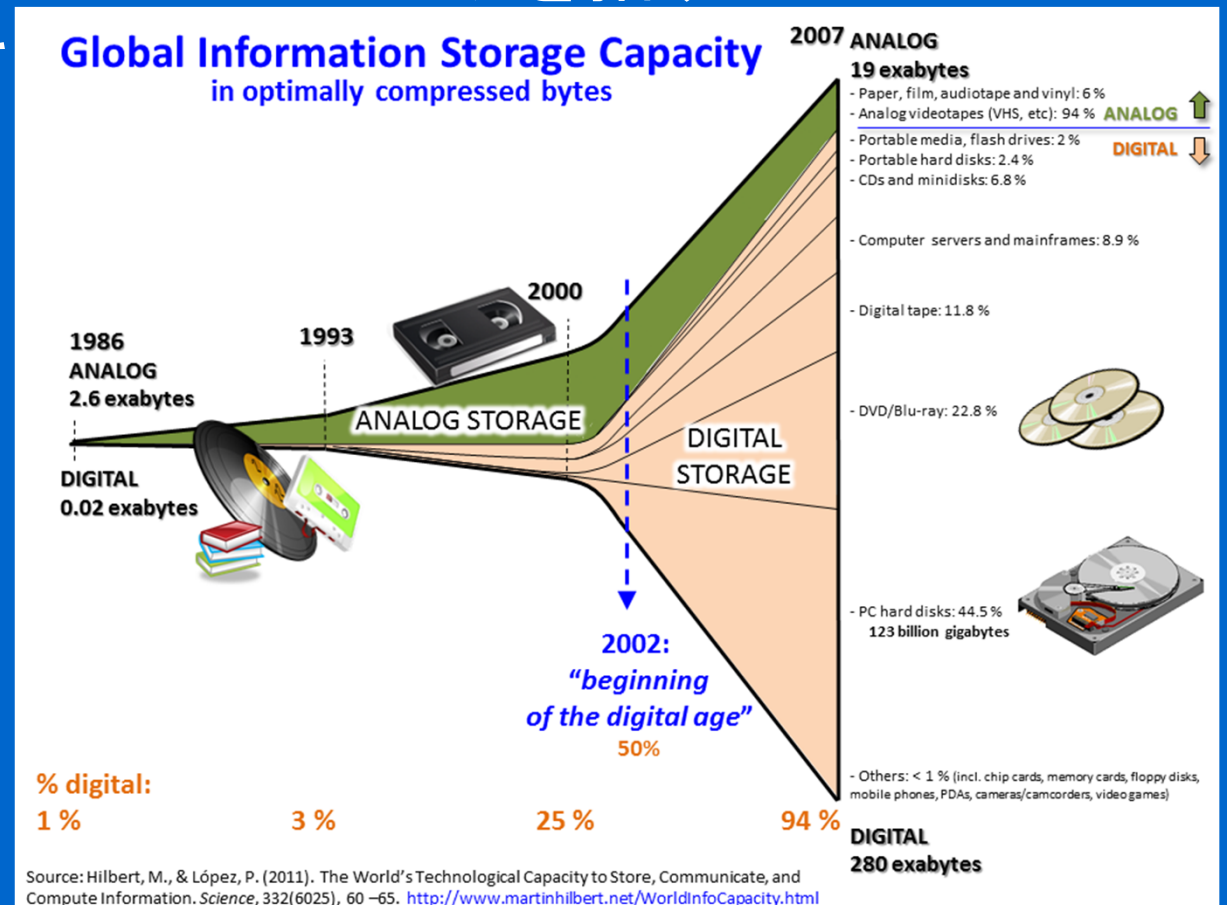 Global Information Storage Capacity
in optimally compressed bytes
2007 ANALOG
19 exabytes
- Paper, film, audiotape and vinyl: 6 %
- Analog videotapes (VHS, etc): 94 % ANALOG
- Portable media, flash drives: 2 %
DIGITAL
- Portable hard disks: 2.4 %
- CDs and minidisks: 6.8 %
- Computer servers and mainframes: 8.9 %
2000
- Digital tape: 11.8 %
1986
1993
ANALOG
2.6 exabytes
ANALOG STORAGE
- DVD/Blu-ray: 22.8 %
DIGITAL
STORAGE
DIGITAL
0.02 exabytes
- PC hard disks: 44.5 %
123 billion gigabytes
2002:
"beginning
of the digital age"
50%
- Others: < 1 % (incl. chip cards, memory cards, floppy disks,
mobile phones, PDAs, cameras/camcorders, video games)
% digital:
1 % 3 % 25 % 94 %
DIGITAL
280 exabytes
Source: Hilbert, M., & López, P. (2011). The World's Technological Capacity to Store, Communicate, and
Compute Information. Science, 332(6025), 60 –65. http://www.martinhilbert.net/WorldInfoCapacity.html